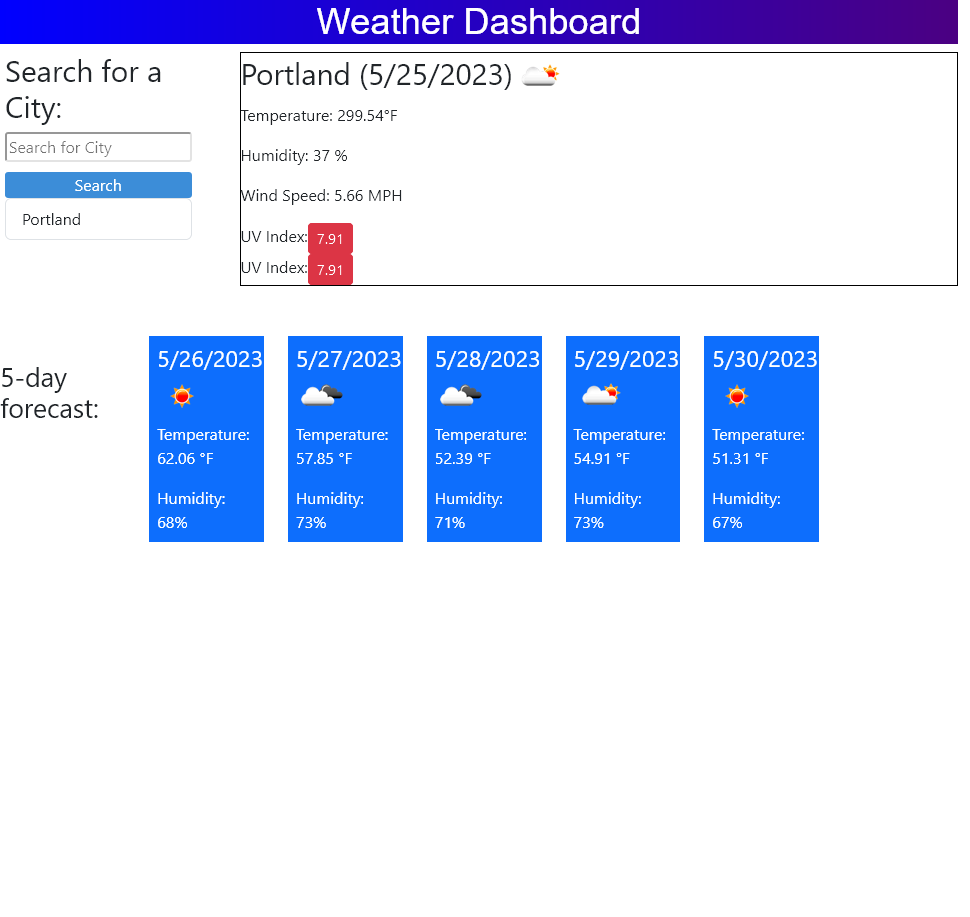 Weather Dashboard
Search for a
City:
Search for City
Search
Portland
Portland (5/25/2023)
Temperature: 299.54°F
Humidity: 37 %
Wind Speed: 5.66 MPH
UV Index: 7.91
UV Index: 7.91
5-day
forecast:
5/26/2023
Temperature:
62.06 °F
Humidity:
68%
5/27/2023
Temperature:
57.85 °F
Humidity:
73%
5/28/2023
Temperature:
52.39 °F
Humidity:
71%
5/29/2023
Temperature:
54.91 °F
Humidity:
73%
5/30/2023
Temperature:
51.31 °F
Humidity:
67%